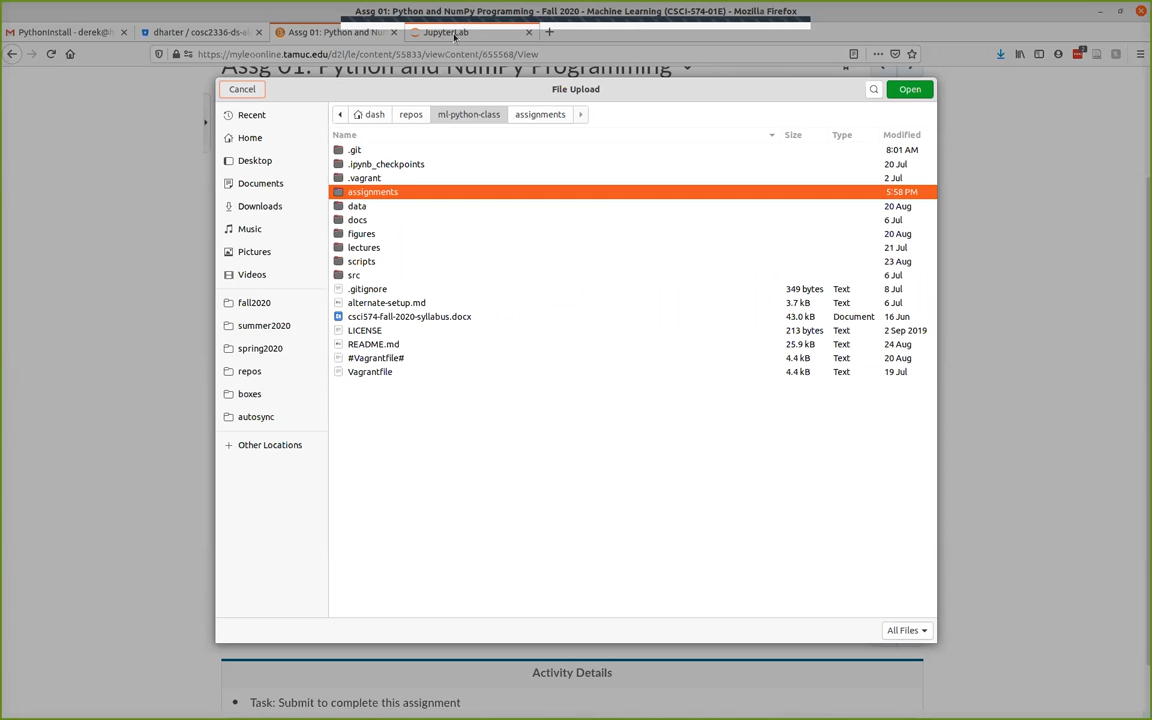 Assg 01: Python and NumPy Programming - Fall 2020 - Machine Learning (CSCI-574-01E) - Mozilla Firefox
PythonInstall - derek@h
dharter / cosc2336-ds-al
Assg 01: Python and Num
JupyterLab
https://myleoonline.tamuc.edu/d2l/le/content/55833/viewContent/655568/View
Assg 01: Python and NumPy Programming
Cancel
File Upload
Open
Recent
Home
Desktop
Documents
Downloads
Music
Pictures
Videos
fall2020
summer2020
spring2020
repos
boxes
autosync
Other Locations
dash repos ml-python-class assignments
Name Size Type Modified
.git 8:01 AM
.ipynb_checkpoints 20 Jul
.vagrant 2 Jul
assignments 5:58 PM
data 20 Aug
docs 6 Jul
figures 20 Aug
lectures 21 Jul
scripts 23 Aug
src 6 Jul
.gitignore 349 bytes Text 8 Jul
alternate-setup.md 3.7 kB Text 6 Jul
csci574-fall-2020-syllabus.docx 43.0 kB Document 16 Jun
LICENSE 213 bytes Text 2 Sep 2019
README.md 25.9 kB Text 24 Aug
#Vagrantfile# 4.4 kB Text 20 Aug
Vagrantfile 4.4 kB Text 19 Jul
All Files
Activity Details
Task: Submit to complete this assignment